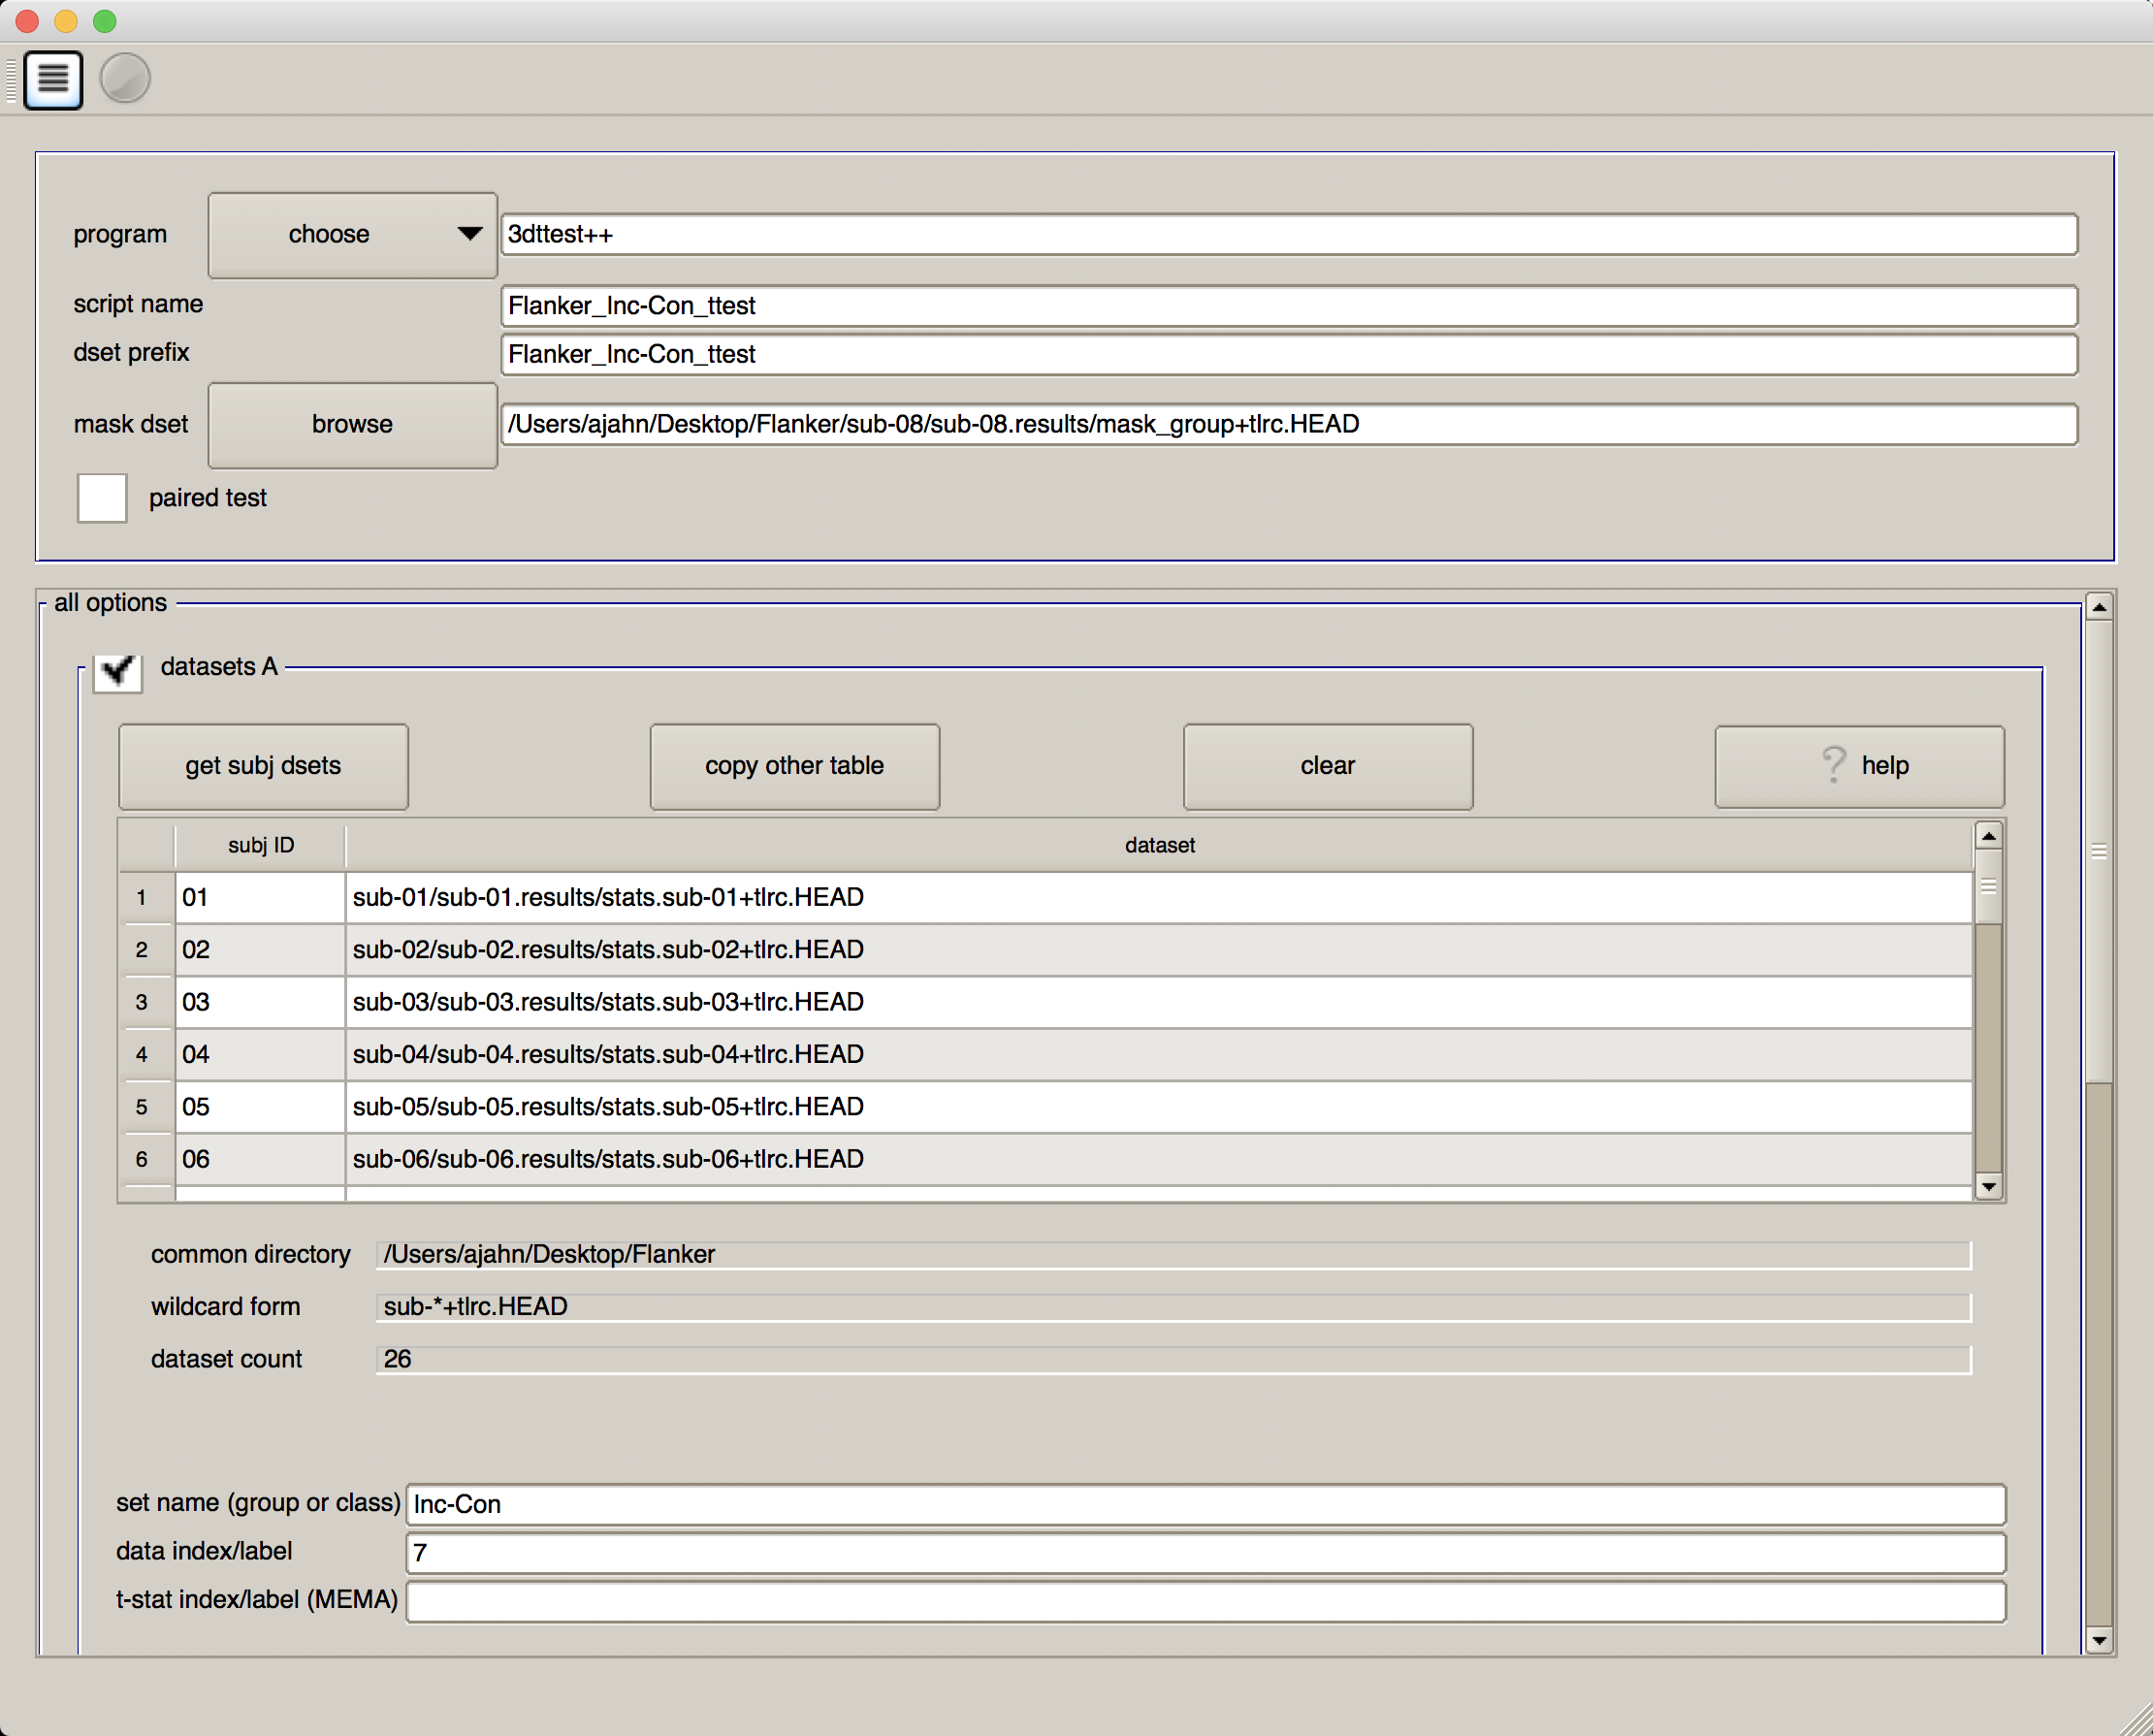 program choose 3dttest++
script name Flanker_Inc-Con_ttest
dset prefix Flanker_Inc-Con_ttest
mask dset browse /Users/ajahn/Desktop/Flanker/sub-08/sub-08.results/mask_group+tlrc.HEAD
paired test
all options
datasets A
get subj dsets copy other table clear ? help
subj ID dataset
1 01 sub-01/sub-01.results/stats.sub-01+tlrc.HEAD
2 02 sub-02/sub-02.results/stats.sub-02+tlrc.HEAD
3 03 sub-03/sub-03.results/stats.sub-03+tlrc.HEAD
4 04 sub-04/sub-04.results/stats.sub-04+tlrc.HEAD
5 05 sub-05/sub-05.results/stats.sub-05+tlrc.HEAD
6 06 sub-06/sub-06.results/stats.sub-06+tlrc.HEAD
common directory /Users/ajahn/Desktop/Flanker
wildcard form sub-*+tlrc.HEAD
dataset count 26
set name (group or class) Inc-Con
data index/label 7
t-stat index/label (MEMA)